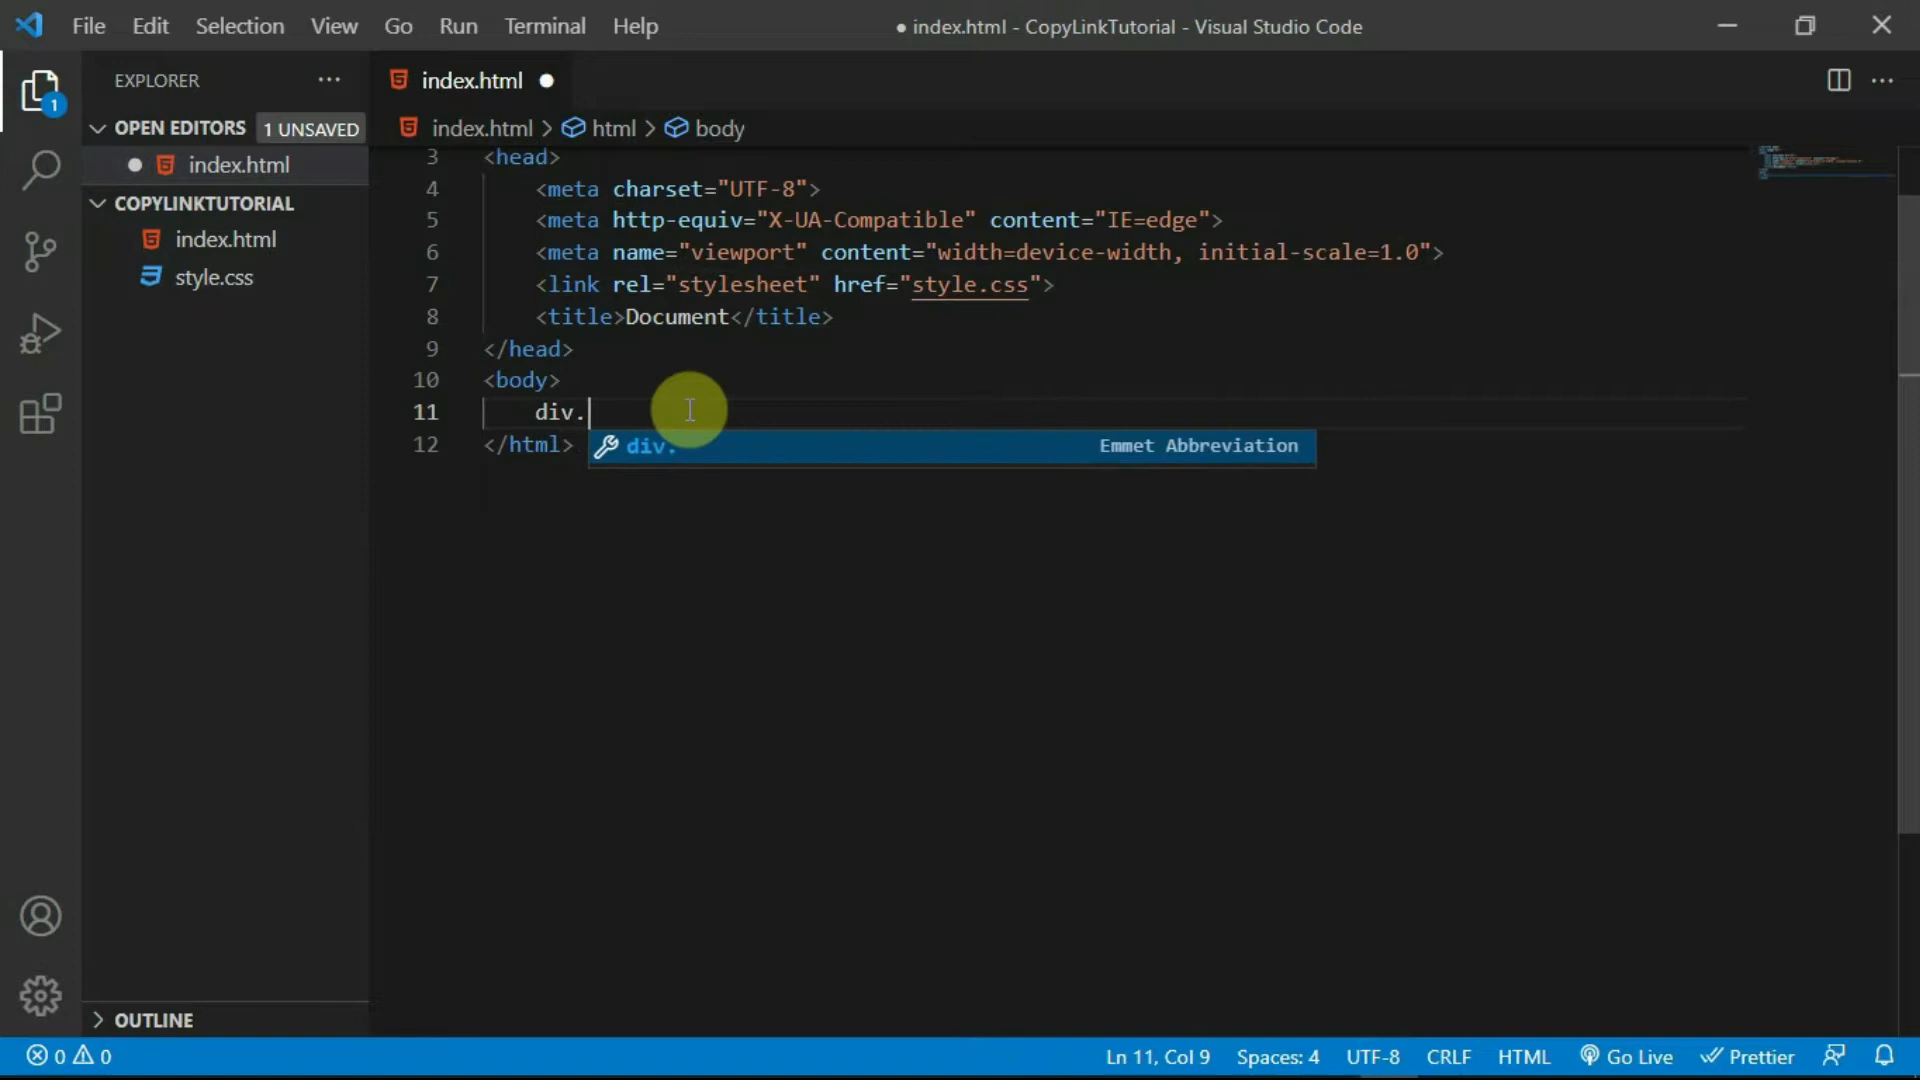 File Edit Selection View Go Run Terminal Help ● index.html - CopyLinkTutorial - Visual Studio Code
EXPLORER ···
index.html ●
1
OPEN EDITORS 1 UNSAVED
index.html > html > body
● index.html
COPYLINKTUTORIAL
index.html
style.css
3 <head>
4 <meta charset="UTF-8">
5 <meta http-equiv="X-UA-Compatible" content="IE=edge">
6 <meta name="viewport" content="width=device-width, initial-scale=1.0">
7 <link rel="stylesheet" href="style.css">
8 <title>Document</title>
9 </head>
10 <body>
11 div.
12 </html>
div. Emmet Abbreviation
OUTLINE
0 0 Ln 11, Col 9 Spaces: 4 UTF-8 CRLF HTML Go Live Prettier